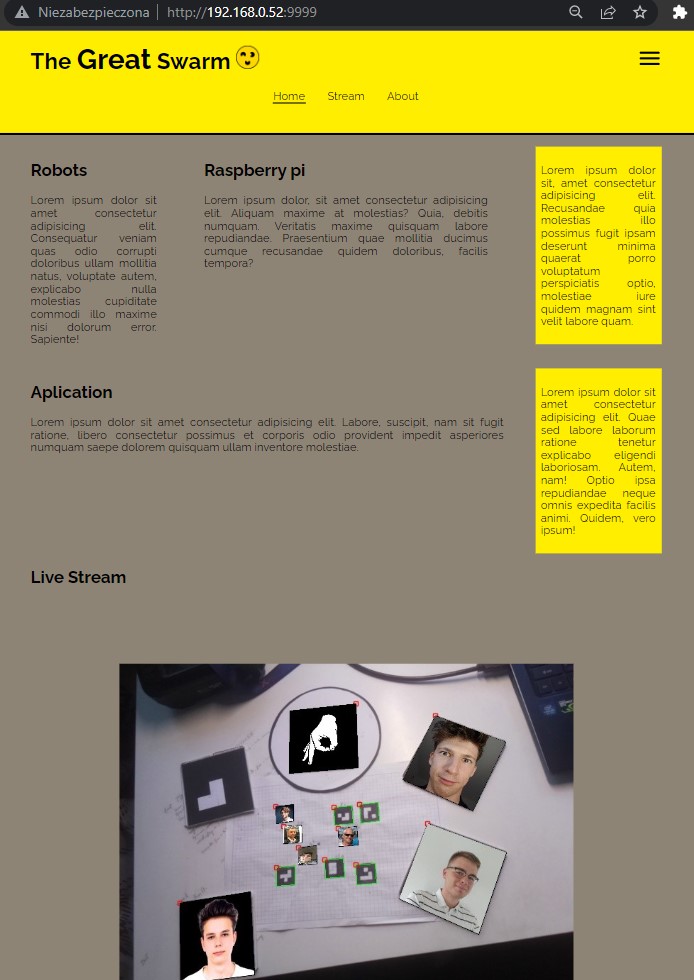 Niezabezpieczona | http://192.168.0.52:9999
The Great Swarm
Home Stream About
Robots
Lorem ipsum dolor sit
amet consectetur
adipisicing elit.
Consequatur veniam
quas odio corrupti
doloribus ullam mollitia
natus, voluptate autem,
explicabo nulla
molestias cupiditate
commodi illo maxime
nisi dolorum error.
Sapiente!
Raspberry pi
Lorem ipsum dolor, sit amet consectetur adipisicing
elit. Aliquam maxime at molestias? Quia, debitis
numquam. Veritatis maxime quisquam labore
repudiandae. Praesentium quae mollitia ducimus
cumque recusandae quidem doloribus, facilis
tempora?
Lorem ipsum dolor
sit, amet consectetur
adipisicing elit.
Recusandae quia
molestias illo
possimus fugit ipsam
deserunt minima
quaerat porro
voluptatum
perspiciatis optio,
molestiae iure
quidem magnam sint
velit labore quam.
Aplication
Lorem ipsum dolor sit amet consectetur adipisicing elit. Labore, suscipit, nam sit fugit
ratione, libero consectetur possimus et corporis odio provident impedit asperiores
numquam saepe dolorem quisquam ullam inventore molestiae.
Lorem ipsum dolor sit
amet consectetur
adipisicing elit. Quae
sed labore laborum
ratione tenetur
explicabo eligendi
laboriosam. Autem,
nam! Optio ipsa
repudiandae neque
omnis expedita facilis
animi. Quidem, vero
ipsum!
Live Stream